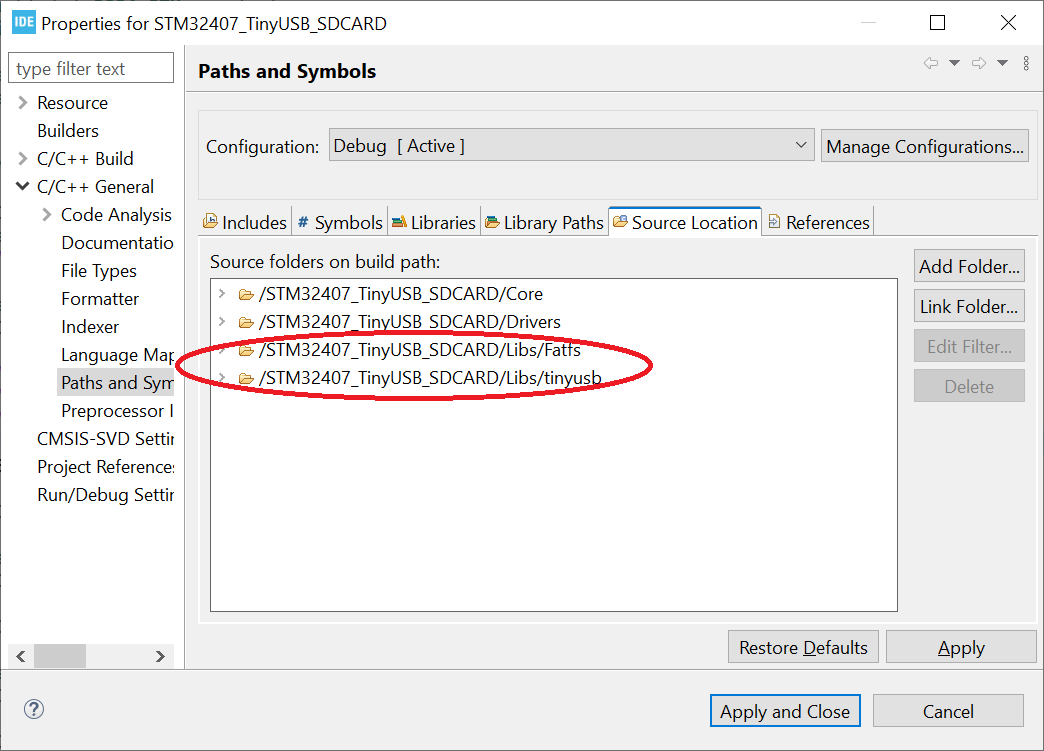 IDE Properties for STM32407_TinyUSB_SDCARD
type filter text
Resource
Builders
C/C++ Build
C/C++ General
Code Analysis
Documentatio
File Types
Formatter
Indexer
Language Map
Paths and Sym
Preprocessor I
CMSIS-SVD Settin
Project References
Run/Debug Settin
Paths and Symbols
Configuration: Debug [ Active ] Manage Configurations...
Includes # Symbols Libraries Library Paths Source Location References
Source folders on build path:
/STM32407_TinyUSB_SDCARD/Core
/STM32407_TinyUSB_SDCARD/Drivers
/STM32407_TinyUSB_SDCARD/Libs/Fatfs
/STM32407_TinyUSB_SDCARD/Libs/tinyusb
Add Folder...
Link Folder...
Edit Filter...
Delete
Restore Defaults Apply
? Apply and Close Cancel